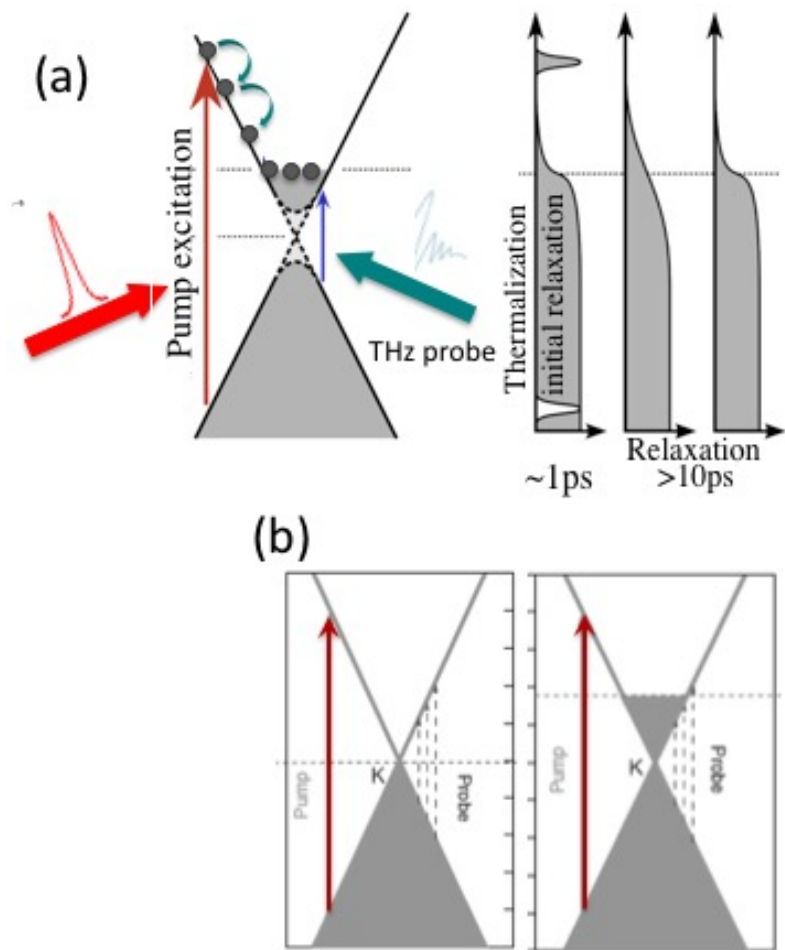 (a)
Pump excitation
THz probe
Thermalization
initial relaxation
~1ps
Relaxation
>10ps
(b)
Pump
K
Probe
Pump
K
Probe